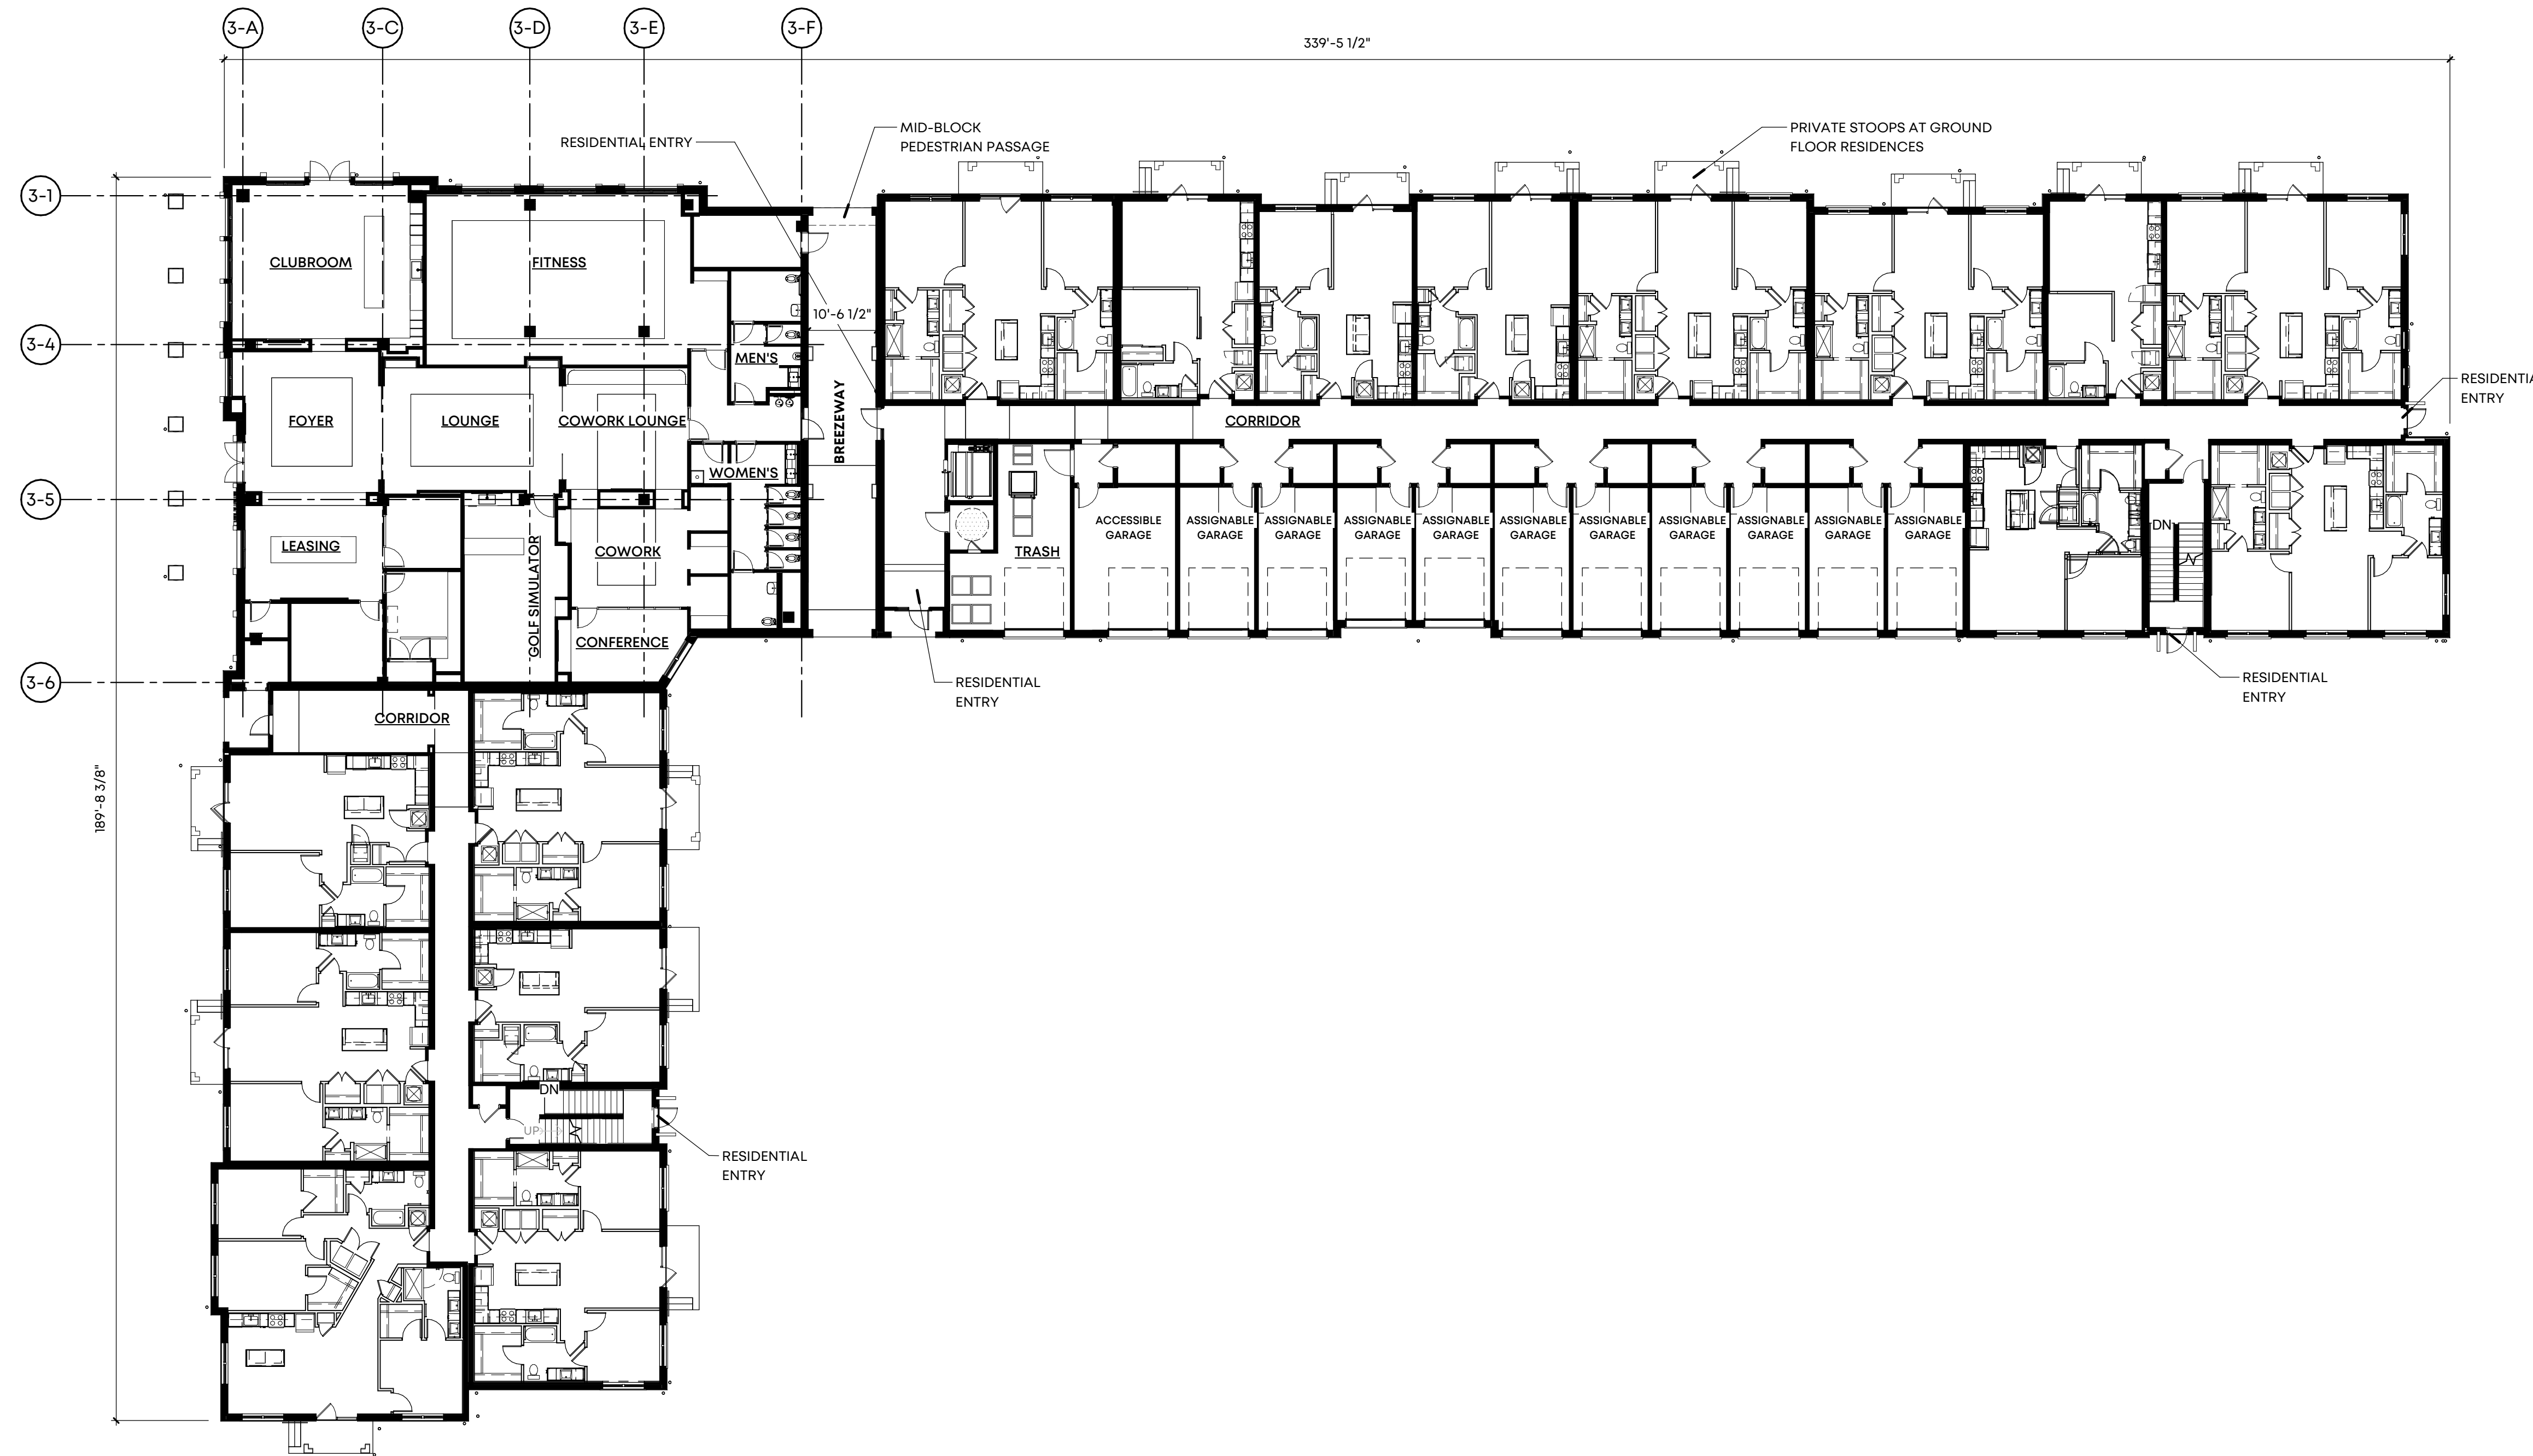 3-A
3-C
3-D
3-E
3-F
339'-5 1/2"
RESIDENTIAL ENTRY
MID-BLOCK
PEDESTRIAN PASSAGE
PRIVATE STOOPS AT GROUND
FLOOR RESIDENCES
3-1
CLUBROOM
FITNESS
10'-6 1/2"
3-4
MEN'S
BREEZEWAY
RESIDENTIA
ENTRY
FOYER
LOUNGE
COWORK LOUNGE
CORRIDOR
WOMEN'S
3-5
LEASING
GOLF SIMULATOR
COWORK
TRASH
ACCESSIBLE
GARAGE
ASSIGNABLE
GARAGE
ASSIGNABLE
GARAGE
ASSIGNABLE
GARAGE
ASSIGNABLE
GARAGE
ASSIGNABLE
GARAGE
ASSIGNABLE
GARAGE
ASSIGNABLE
GARAGE
ASSIGNABLE
GARAGE
ASSIGNABLE
GARAGE
ASSIGNABLE
GARAGE
DN
CONFERENCE
3-6
RESIDENTIAL
ENTRY
RESIDENTIAL
ENTRY
CORRIDOR
189'-8 3/8"
DN
UP
RESIDENTIAL
ENTRY